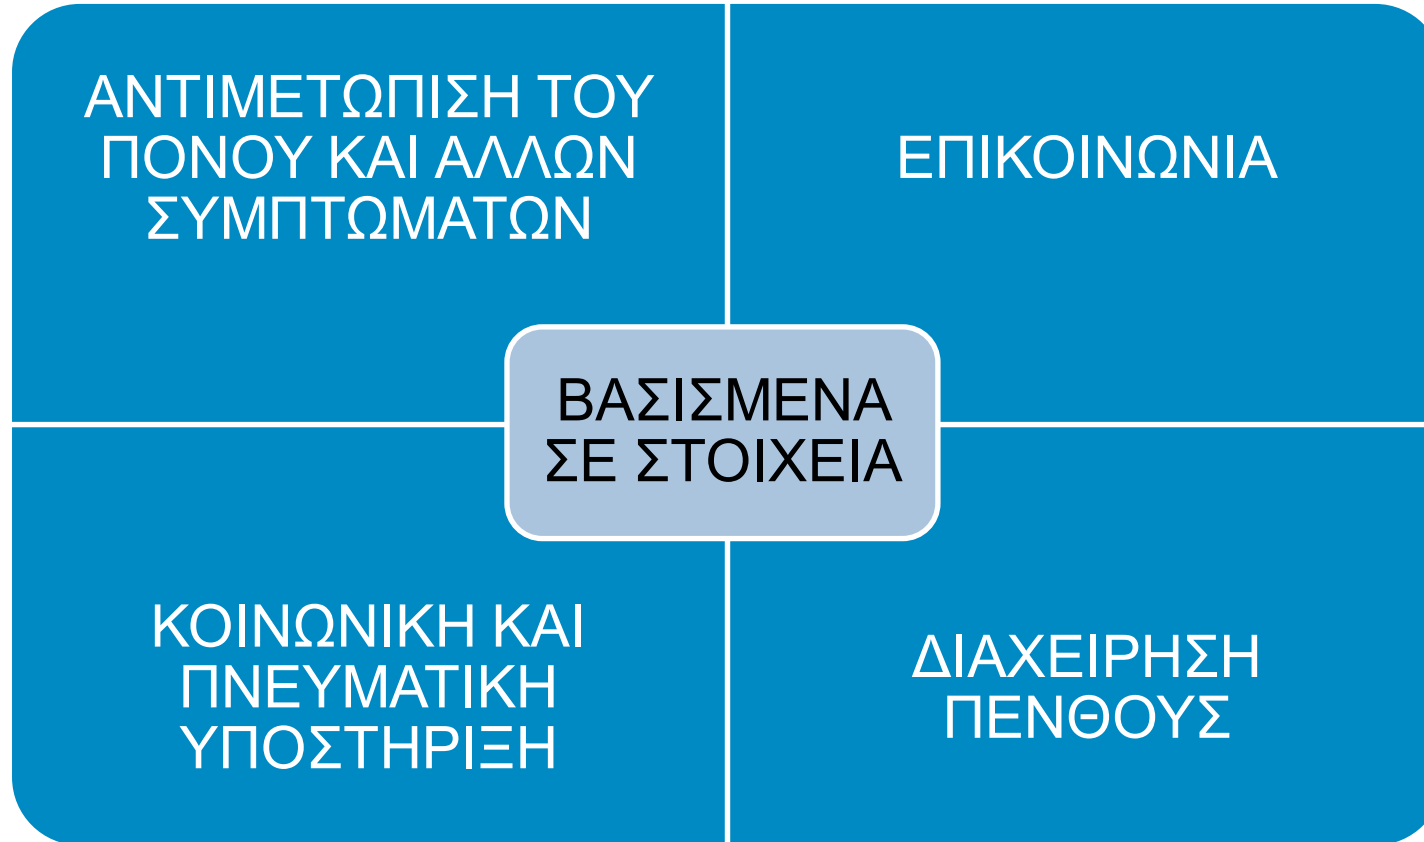 ΑΝΤΙΜΕΤΩΠΙΣΗ ΤΟΥ
ΠΟΝΟΥ ΚΑΙ ΑΛΛΩΝ
ΣΥΜΠΤΩΜΑΤΩΝ
ΕΠΙΚΟΙΝΩΝΙΑ
ΒΑΣΙΣΜΕΝΑ
ΣΕ ΣΤΟΙΧΕΙΑ
ΚΟΙΝΩΝΙΚΗ ΚΑΙ
ΠΝΕΥΜΑΤΙΚΗ
ΥΠΟΣΤΗΡΙΞΗ
ΔΙΑΧΕΙΡΗΣΗ
ΠΕΝΘΟΥΣ